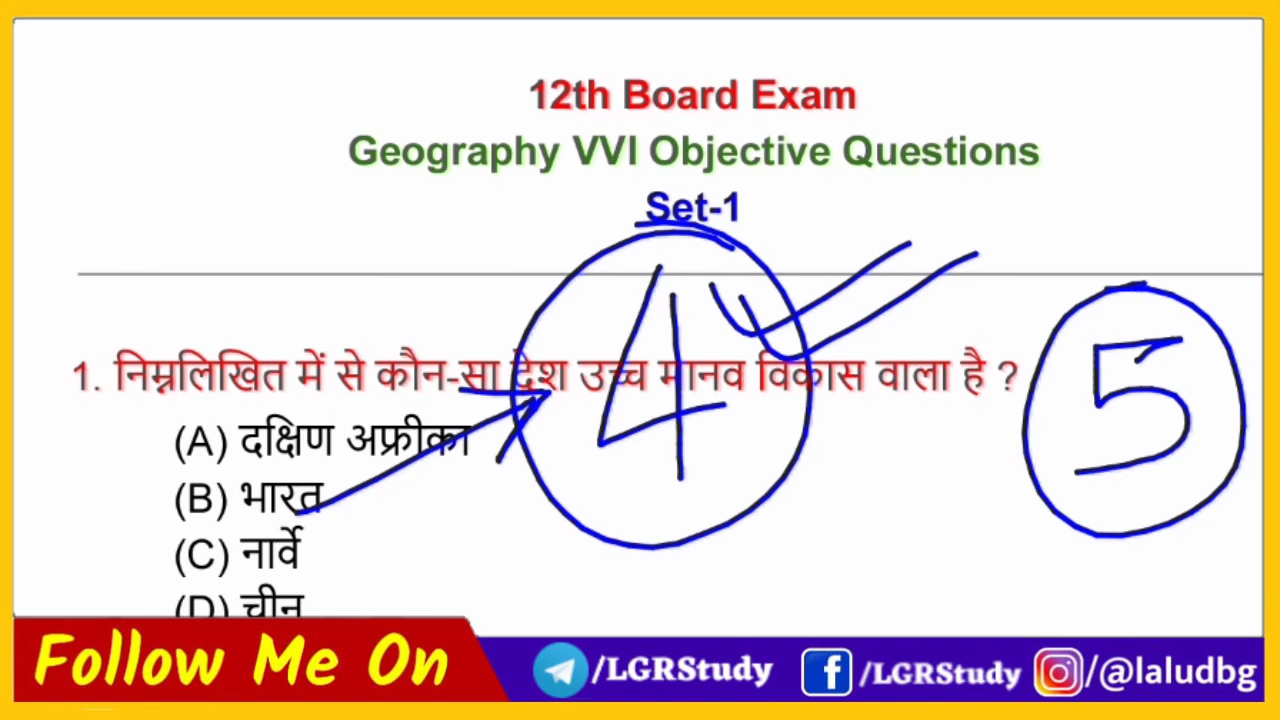 12th Board Exam
Geography VVI Objective Questions
Set-1
4
5
1. निम्नलिखित में से कौन-सा देश उच्च मानव विकास वाला है ?
(A) दक्षिण अफ्रीका
(B) भारत
(C) नार्वे
(D) चीन
Follow Me On
/LGRStudy /LGRStudy /@laludbg